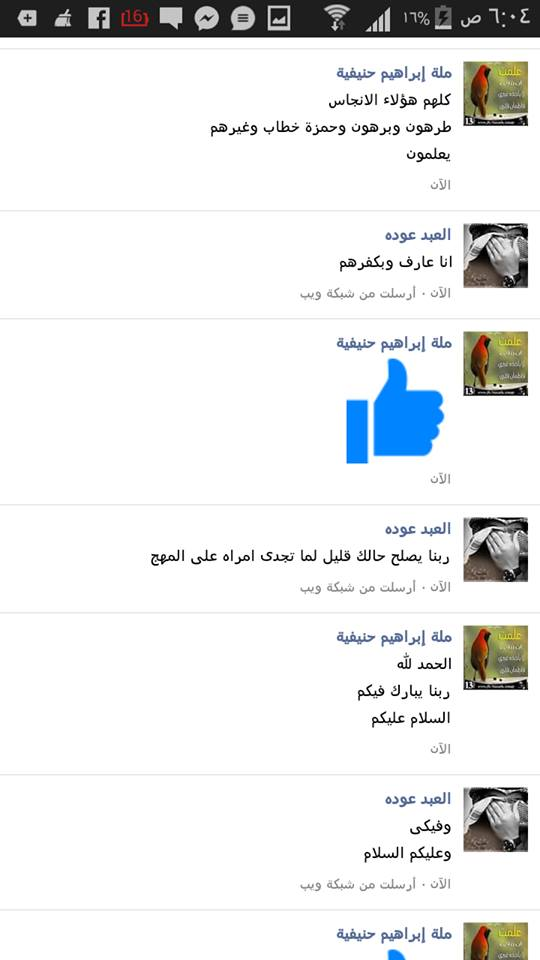 ٦:٠٤ ص ١٦%
16
ملة إبراهيم حنيفية
كلهم هؤلاء الانجاس
طرهون وبرهون وحمزة خطاب وغيرهم
يعلمون
الآن
العبد عوده
انا عارف وبكفرهم
الآن · أرسلت من شبكة ويب
ملة إبراهيم حنيفية
الآن
العبد عوده
ربنا يصلح حالك قليل لما تجدى امراه على المهج
الآن · أرسلت من شبكة ويب
ملة إبراهيم حنيفية
الحمد لله
ربنا يبارك فيكم
السلام عليكم
الآن
العبد عوده
وفيكى
وعليكم السلام
الآن · أرسلت من شبكة ويب
ملة إبراهيم حنيفية